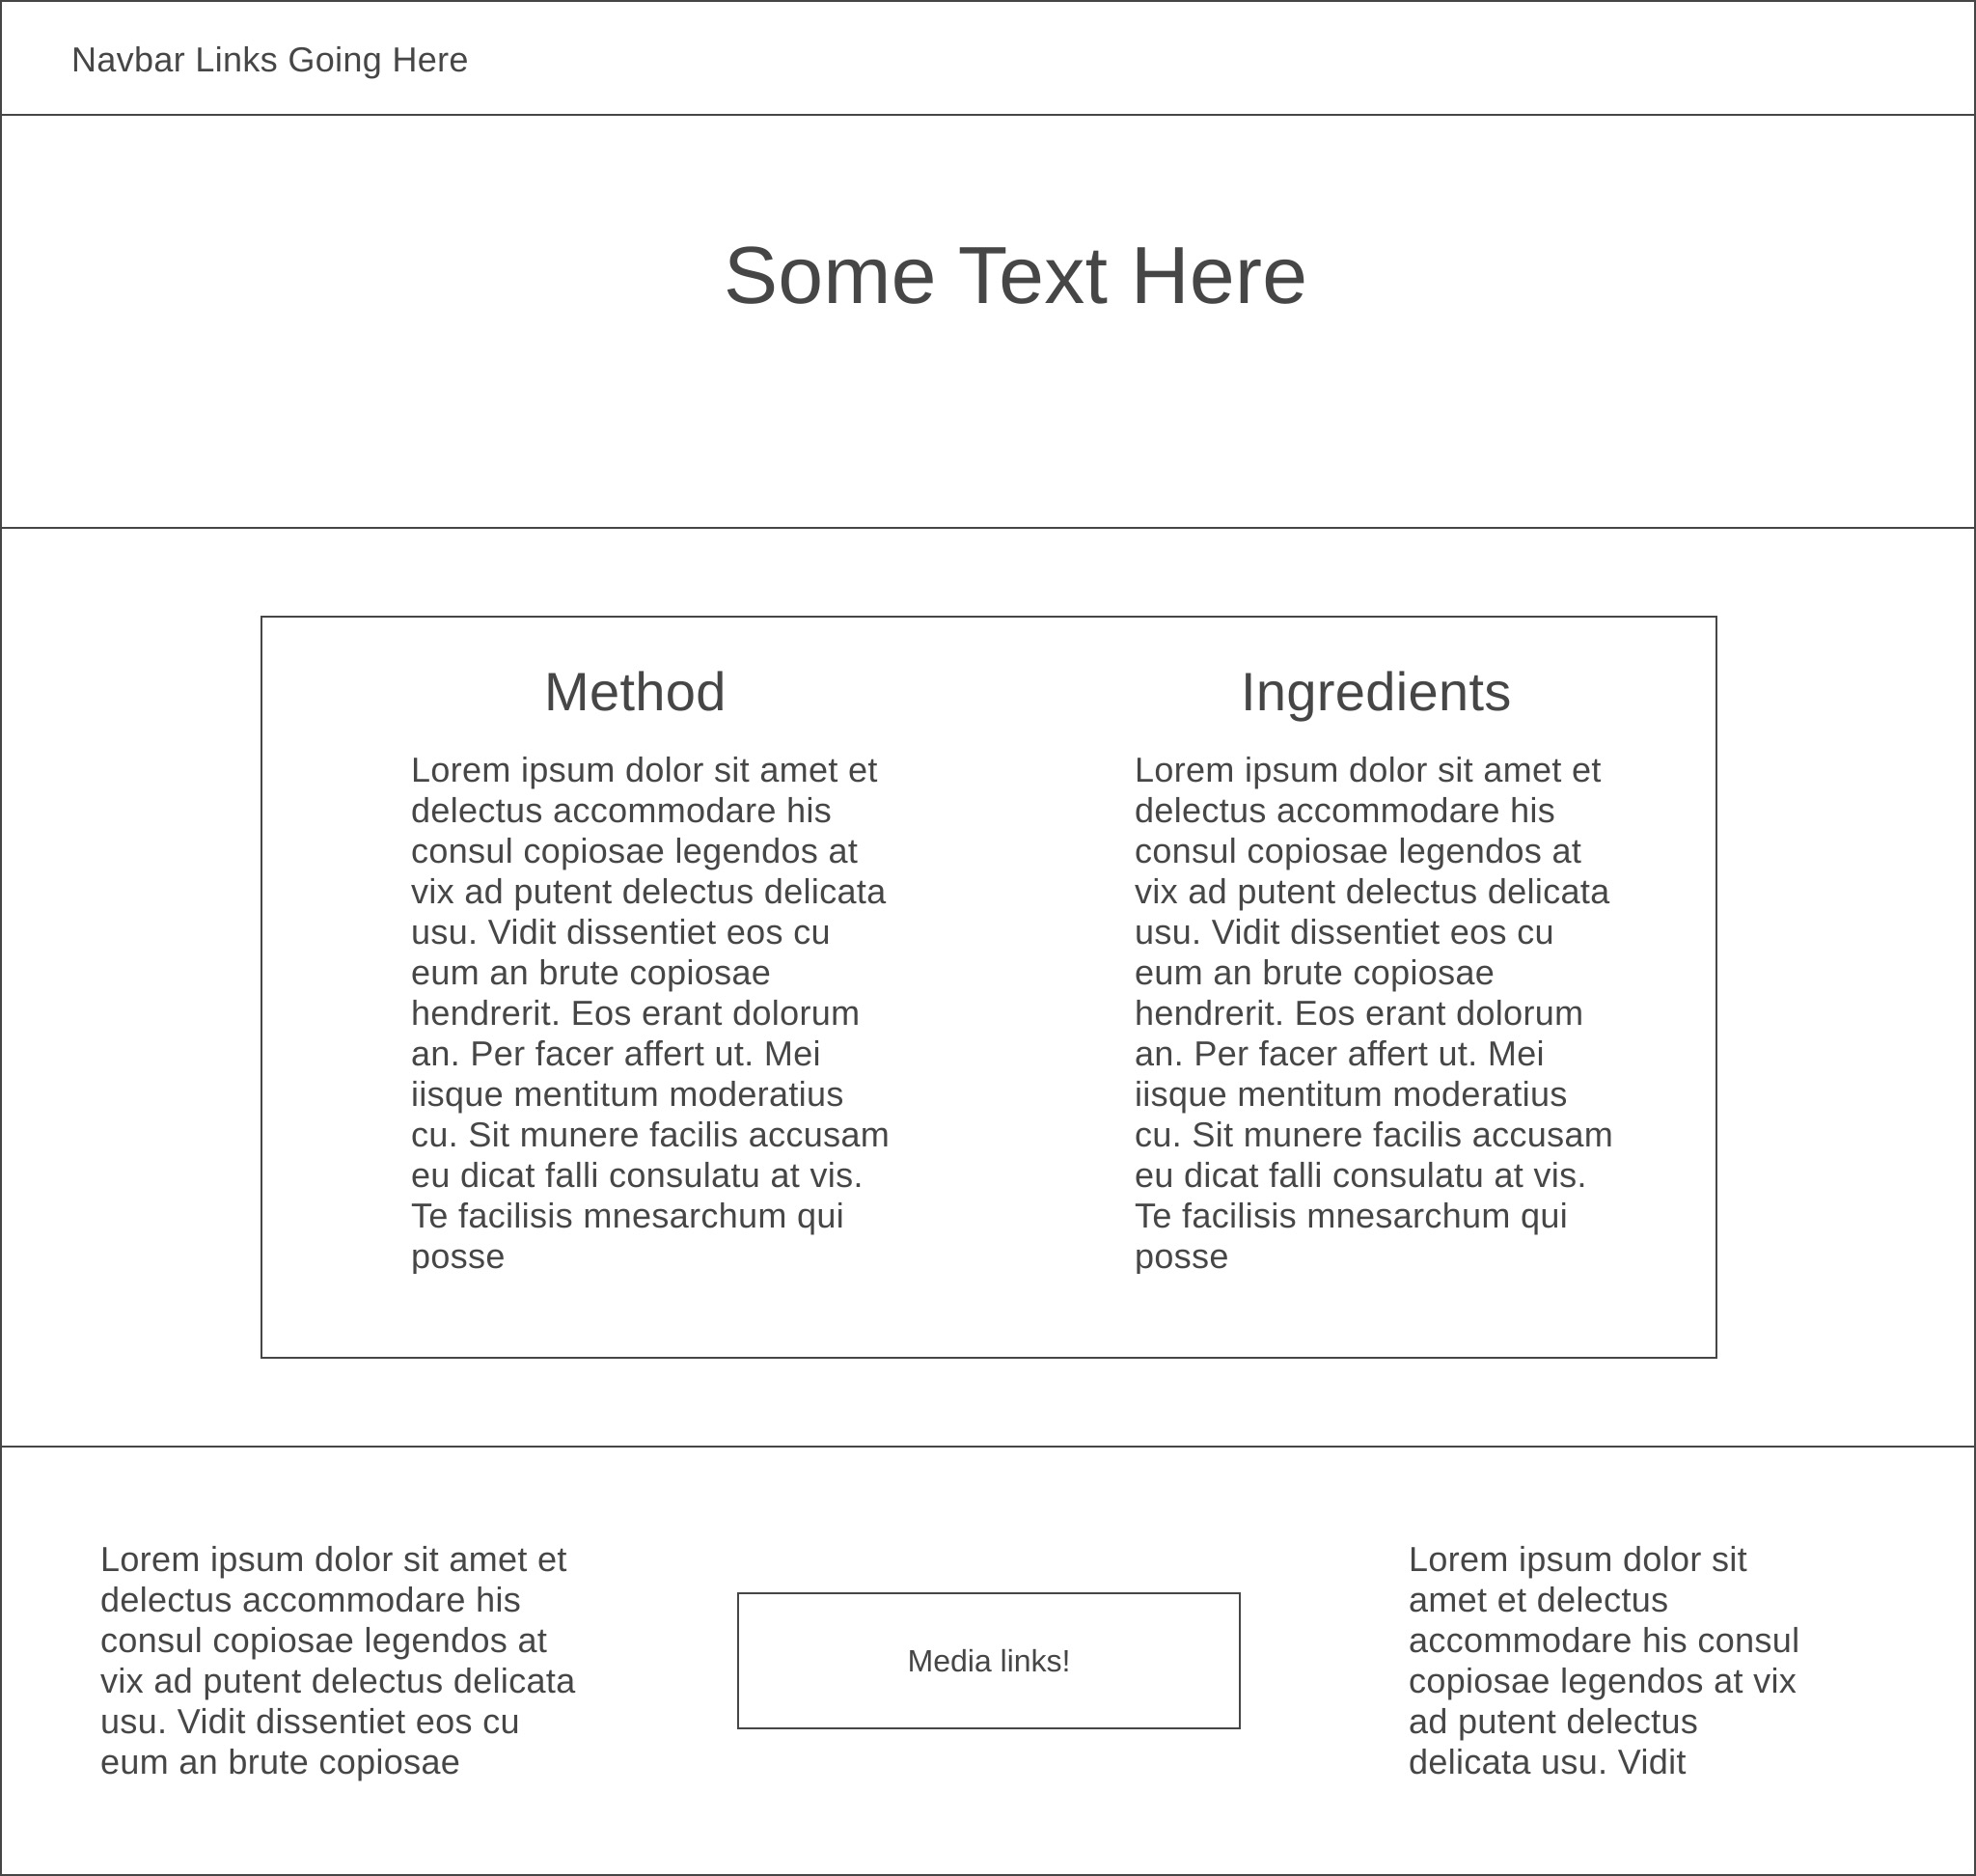 Navbar Links Going Here
Some Text Here
Method
Lorem ipsum dolor sit amet et
delectus accommodare his
consul copiosae legendos at
vix ad putent delectus delicata
usu. Vidit dissentiet eos cu
eum an brute copiosae
hendrerit. Eos erant dolorum
an. Per facer affert ut. Mei
iisque mentitum moderatius
cu. Sit munere facilis accusam
eu dicat falli consulatu at vis.
Te facilisis mnesarchum qui
posse
Ingredients
Lorem ipsum dolor sit amet et
delectus accommodare his
consul copiosae legendos at
vix ad putent delectus delicata
usu. Vidit dissentiet eos cu
eum an brute copiosae
hendrerit. Eos erant dolorum
an. Per facer affert ut. Mei
iisque mentitum moderatius
cu. Sit munere facilis accusam
eu dicat falli consulatu at vis.
Te facilisis mnesarchum qui
posse
Lorem ipsum dolor sit amet et
delectus accommodare his
consul copiosae legendos at
vix ad putent delectus delicata
usu. Vidit dissentiet eos cu
eum an brute copiosae
Media links!
Lorem ipsum dolor sit
amet et delectus
accommodare his consul
copiosae legendos at vix
ad putent delectus
delicata usu. Vidit